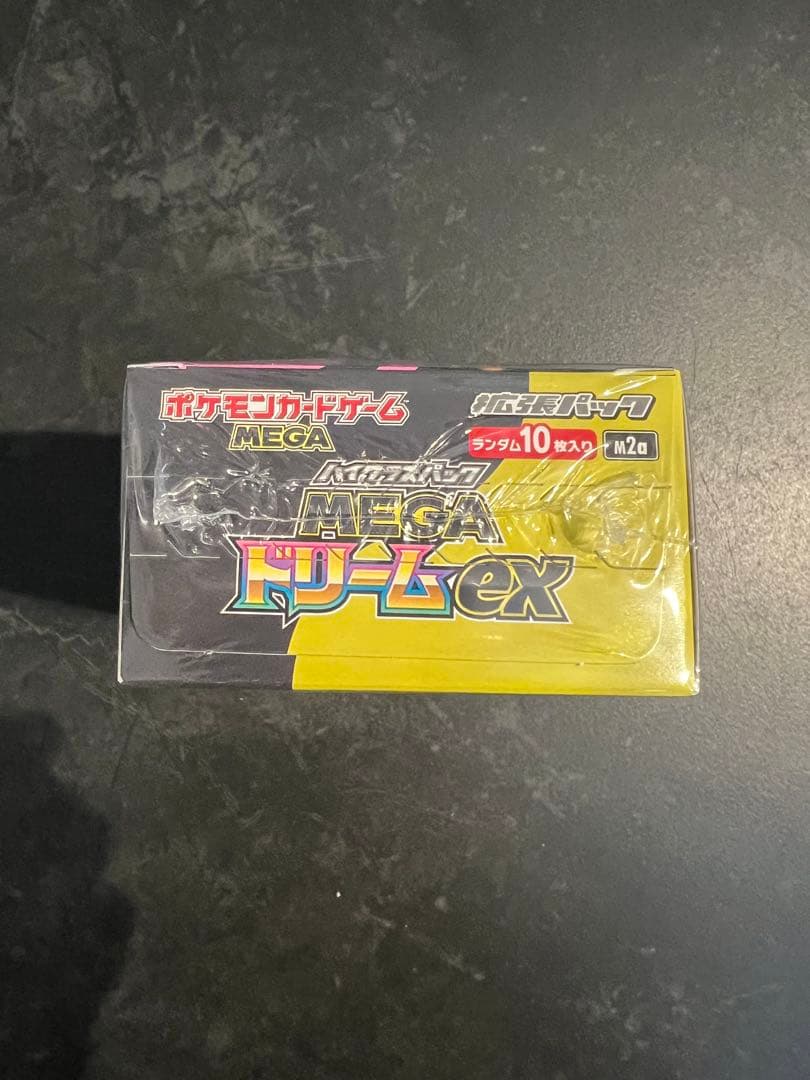 ポケモンカードゲーム
MEGA
拡張パック
ランダム10枚入り
M2a
ハイクラスパック
MEGA
ドリームex